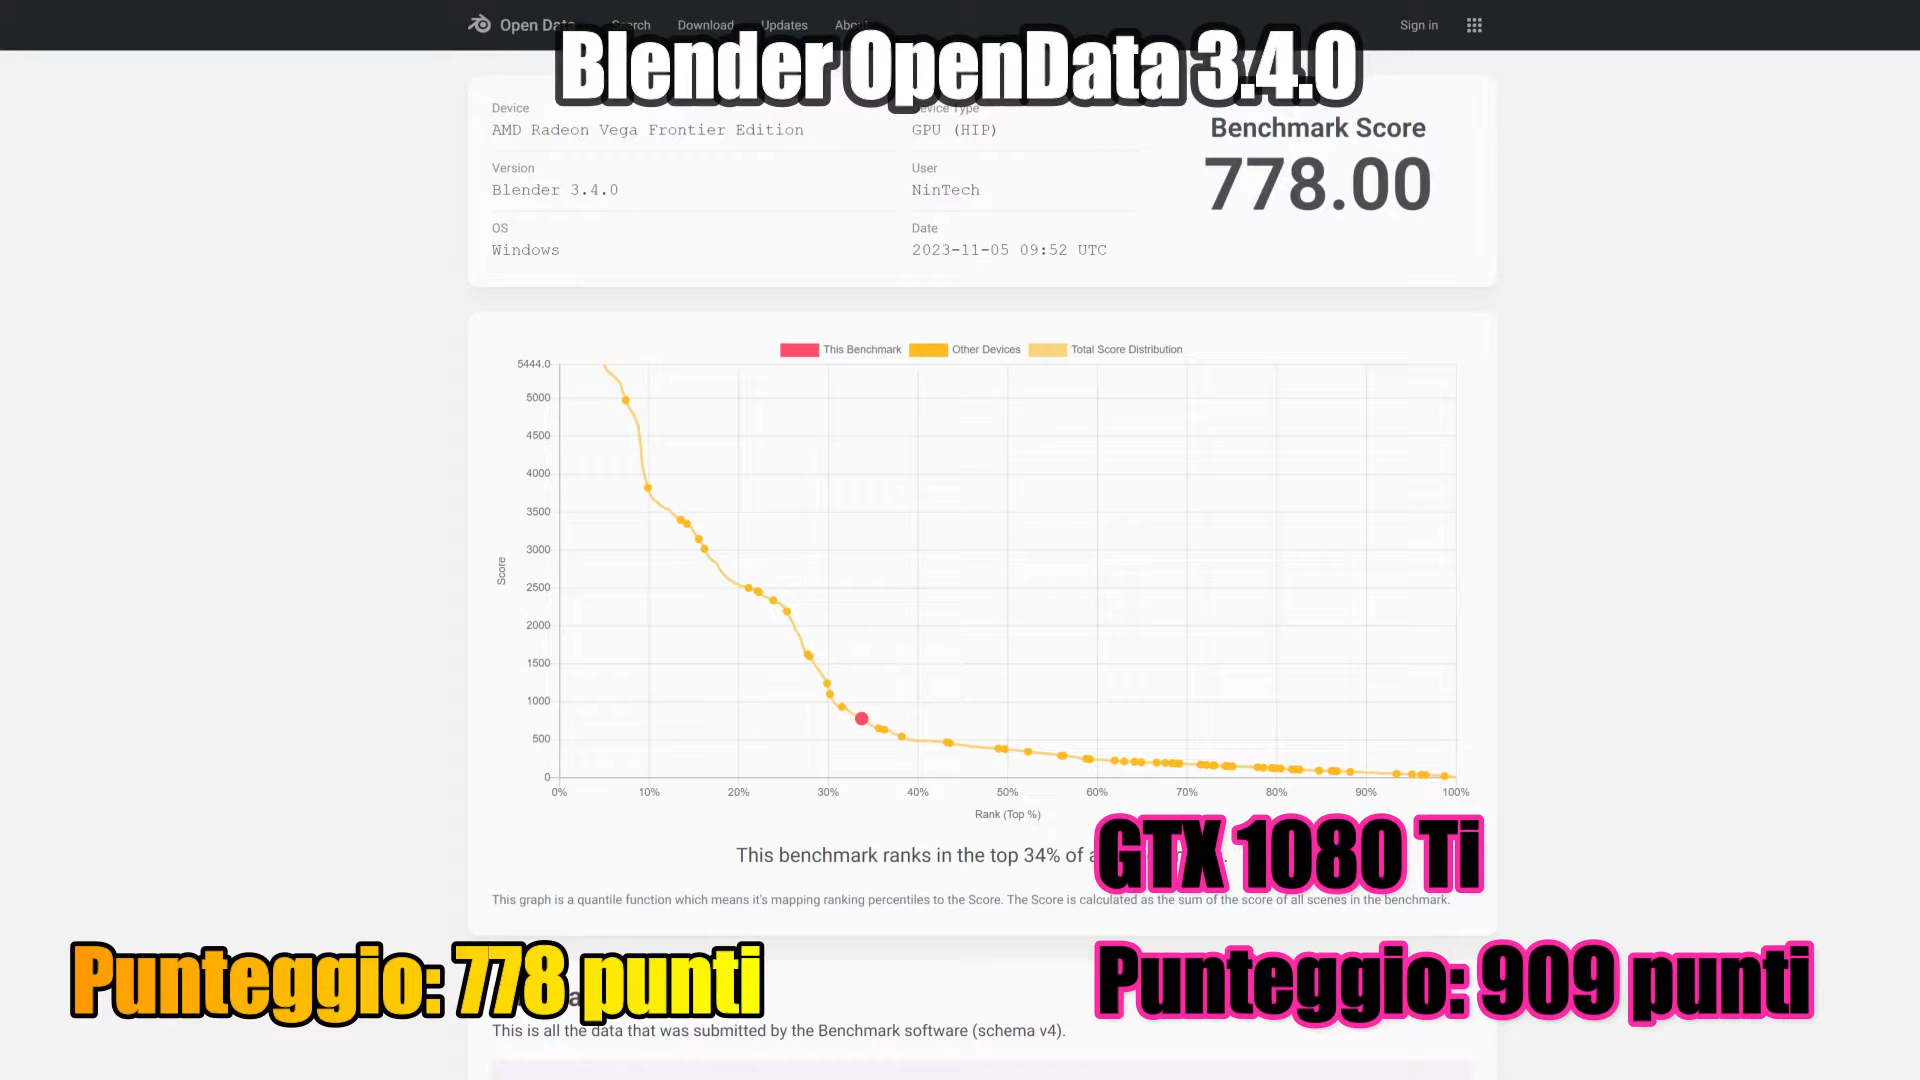 Open Data Search Download Updates About Sign in
Blender OpenData 3.4.0
Device
AMD Radeon Vega Frontier Edition
Device Type
GPU (HIP)
Version
Blender 3.4.0
User
NinTech
OS
Windows
Date
2023-11-05 09:52 UTC
Benchmark Score
778.00
This Benchmark Other Devices Total Score Distribution
5444.0
5000
4500
4000
3500
3000
2500
2000
1500
1000
500
0
Score
0% 10% 20% 30% 40% 50% 60% 70% 80% 90% 100%
Rank (Top %)
This benchmark ranks in the top 34% of
GTX 1080 Ti
This graph is a quantile function which means it's mapping ranking percentiles to the Score. The Score is calculated as the sum of the score of all scenes in the benchmark.
Punteggio: 778 punti
Punteggio: 909 punti
This is all the data that was submitted by the Benchmark software (schema v4).